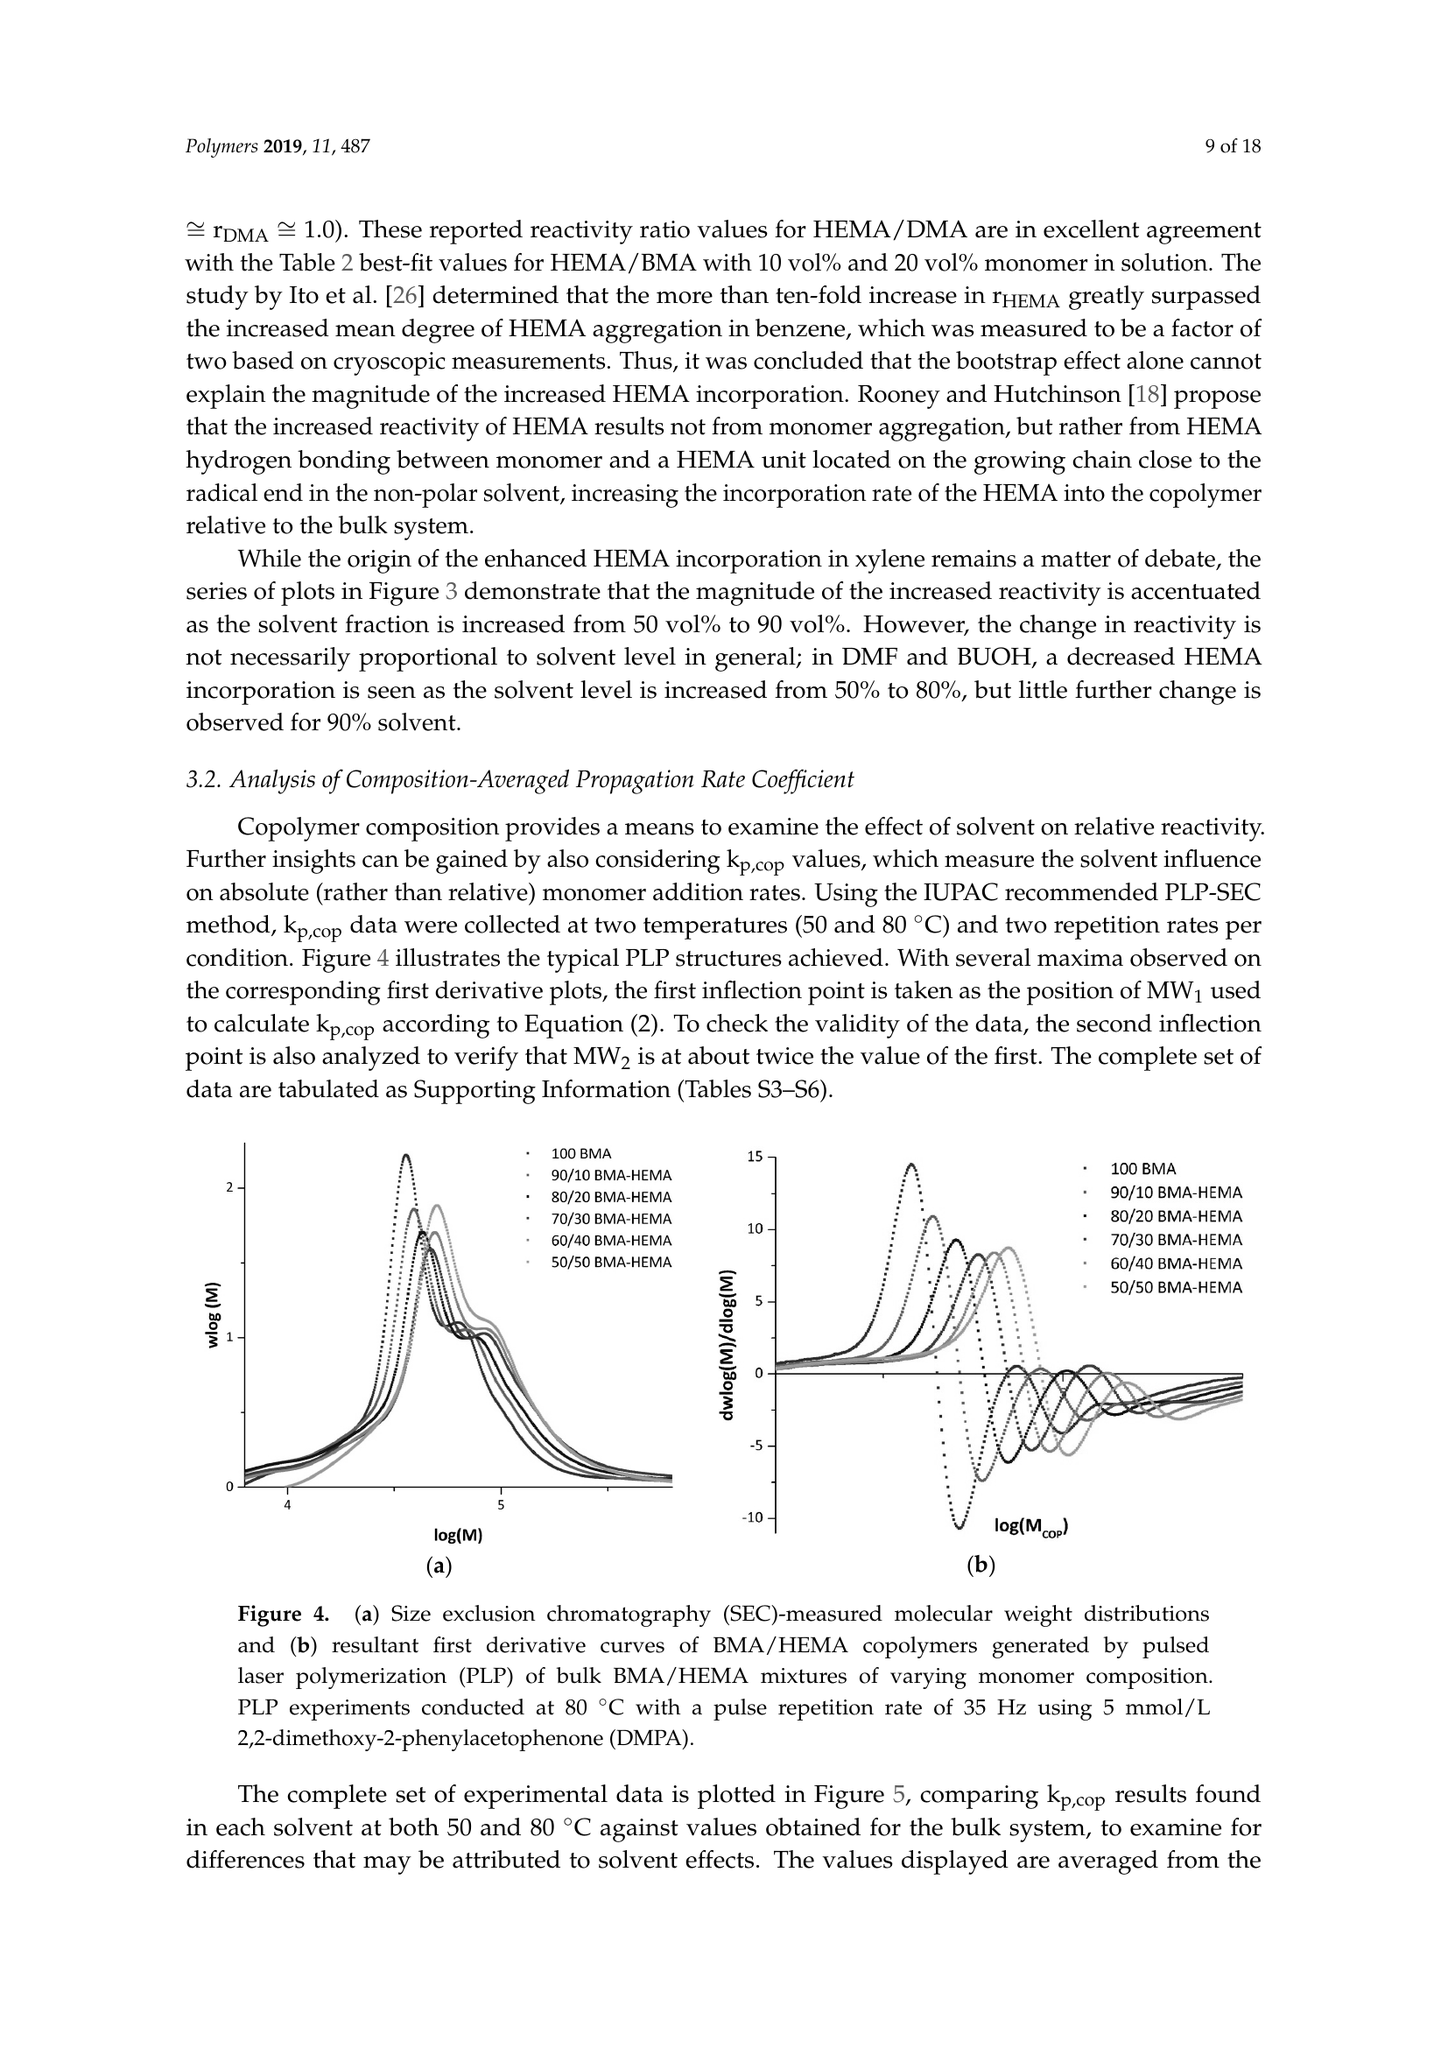 Polymers 2019, 11, 487
9 of 18
≅ rDMA ≅ 1.0). These reported reactivity ratio values for HEMA/DMA are in excellent agreement
with the Table 2 best-fit values for HEMA/BMA with 10 vol% and 20 vol% monomer in solution. The
study by Ito et al. [26] determined that the more than ten-fold increase in rHEMA greatly surpassed
the increased mean degree of HEMA aggregation in benzene, which was measured to be a factor of
two based on cryoscopic measurements. Thus, it was concluded that the bootstrap effect alone cannot
explain the magnitude of the increased HEMA incorporation. Rooney and Hutchinson [18] propose
that the increased reactivity of HEMA results not from monomer aggregation, but rather from HEMA
hydrogen bonding between monomer and a HEMA unit located on the growing chain close to the
radical end in the non-polar solvent, increasing the incorporation rate of the HEMA into the copolymer
relative to the bulk system.
While the origin of the enhanced HEMA incorporation in xylene remains a matter of debate, the
series of plots in Figure 3 demonstrate that the magnitude of the increased reactivity is accentuated
as the solvent fraction is increased from 50 vol% to 90 vol%. However, the change in reactivity is
not necessarily proportional to solvent level in general; in DMF and BUOH, a decreased HEMA
incorporation is seen as the solvent level is increased from 50% to 80%, but little further change is
observed for 90% solvent.
3.2. Analysis of Composition-Averaged Propagation Rate Coefficient
Copolymer composition provides a means to examine the effect of solvent on relative reactivity.
Further insights can be gained by also considering kp,cop values, which measure the solvent influence
on absolute (rather than relative) monomer addition rates. Using the IUPAC recommended PLP-SEC
method, kp,cop data were collected at two temperatures (50 and 80 °C) and two repetition rates per
condition. Figure 4 illustrates the typical PLP structures achieved. With several maxima observed on
the corresponding first derivative plots, the first inflection point is taken as the position of MW1 used
to calculate kp,cop according to Equation (2). To check the validity of the data, the second inflection
point is also analyzed to verify that MW2 is at about twice the value of the first. The complete set of
data are tabulated as Supporting Information (Tables S3–S6).
100 BMA
90/10 BMA-HEMA
80/20 BMA-HEMA
70/30 BMA-HEMA
60/40 BMA-HEMA
50/50 BMA-HEMA
2
1
0
wlog (M)
4
5
log(M)
(a)
100 BMA
90/10 BMA-HEMA
80/20 BMA-HEMA
70/30 BMA-HEMA
60/40 BMA-HEMA
50/50 BMA-HEMA
15
10
5
0
-5
-10
dwlog(M)/dlog(M)
log(MCOP)
(b)
Figure 4. (a) Size exclusion chromatography (SEC)-measured molecular weight distributions
and (b) resultant first derivative curves of BMA/HEMA copolymers generated by pulsed
laser polymerization (PLP) of bulk BMA/HEMA mixtures of varying monomer composition.
PLP experiments conducted at 80 °C with a pulse repetition rate of 35 Hz using 5 mmol/L
2,2-dimethoxy-2-phenylacetophenone (DMPA).
The complete set of experimental data is plotted in Figure 5, comparing kp,cop results found
in each solvent at both 50 and 80 °C against values obtained for the bulk system, to examine for
differences that may be attributed to solvent effects. The values displayed are averaged from the